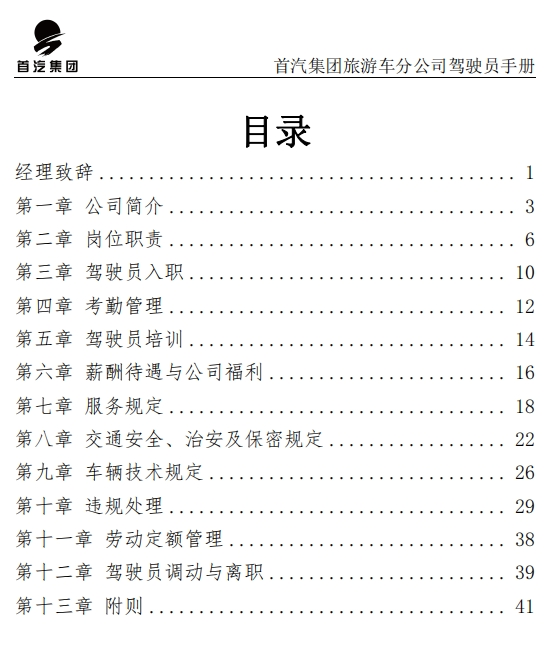 首汽集团
首汽集团旅游车分公司驾驶员手册
目录
经理致辞.......................................... 1
第一章 公司简介................................... 3
第二章 岗位职责................................... 6
第三章 驾驶员入职................................ 10
第四章 考勤管理.................................. 12
第五章 驾驶员培训................................ 14
第六章 薪酬待遇与公司福利........................ 16
第七章 服务规定.................................. 18
第八章 交通安全、治安及保密规定.................. 22
第九章 车辆技术规定.............................. 26
第十章 违规处理.................................. 29
第十一章 劳动定额管理............................ 38
第十二章 驾驶员调动与离职........................ 39
第十三章 附则.................................... 41